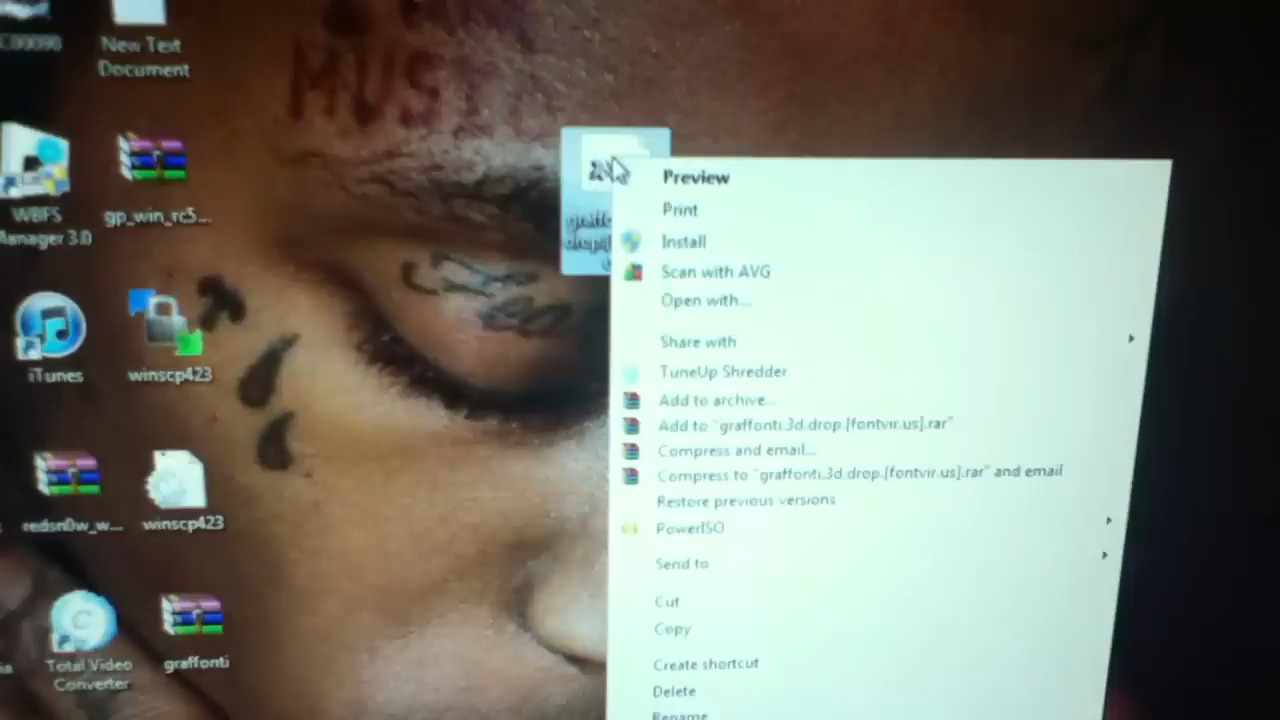 C00090
New Text
Document
MUSIC
WBFS
Manager 3.0
gp_win_rc5...
iTunes
winscp423
redsn0w_w...
winscp423
Total Video
Converter
graffonti
Preview
Print
Install
Scan with AVG
Open with...
Share with
TuneUp Shredder
Add to archive...
Add to "graffonti.3d.drop.[fontvir.us].rar"
Compress and email...
Compress to "graffonti.3d.drop.[fontvir.us].rar" and email
Restore previous versions
PowerISO
Send to
Cut
Copy
Create shortcut
Delete
Rename